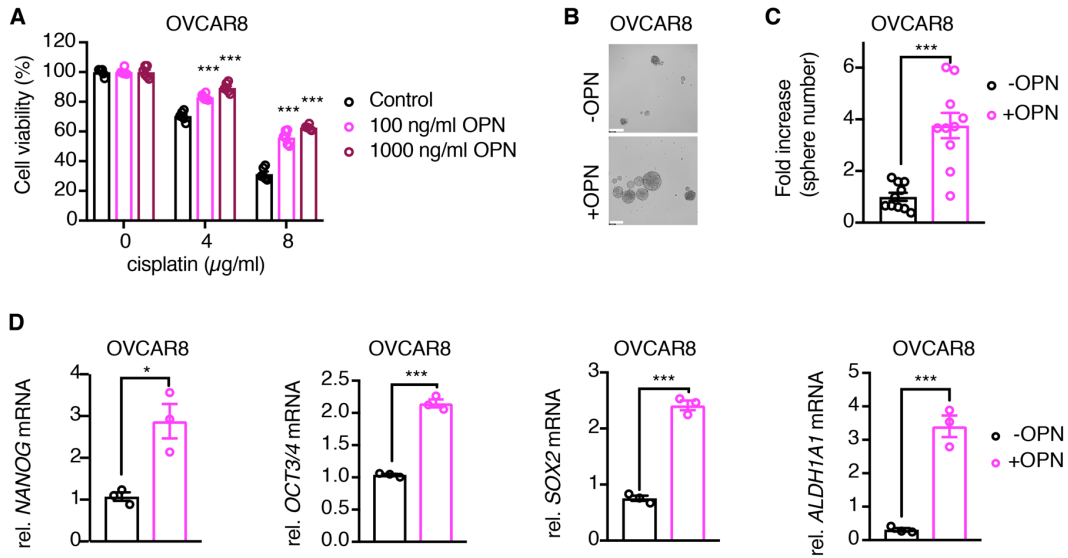 A
OVCAR8
Cell viability (%)
120
100
80
60
40
20
0
*** ***
*** ***
0 4 8
cisplatin (µg/ml)
Control
100 ng/ml OPN
1000 ng/ml OPN
B
OVCAR8
-OPN
+OPN
C
OVCAR8
Fold increase
(sphere number)
6
4
2
0
***
-OPN
+OPN
D
OVCAR8
rel. NANOG mRNA
4
3
2
1
0
*
OVCAR8
rel. OCT3/4 mRNA
2.5
2.0
1.5
1.0
0.5
0.0
***
OVCAR8
rel. SOX2 mRNA
3
2
1
0
***
OVCAR8
rel. ALDH1A1 mRNA
5
4
3
2
1
0
***
-OPN
+OPN